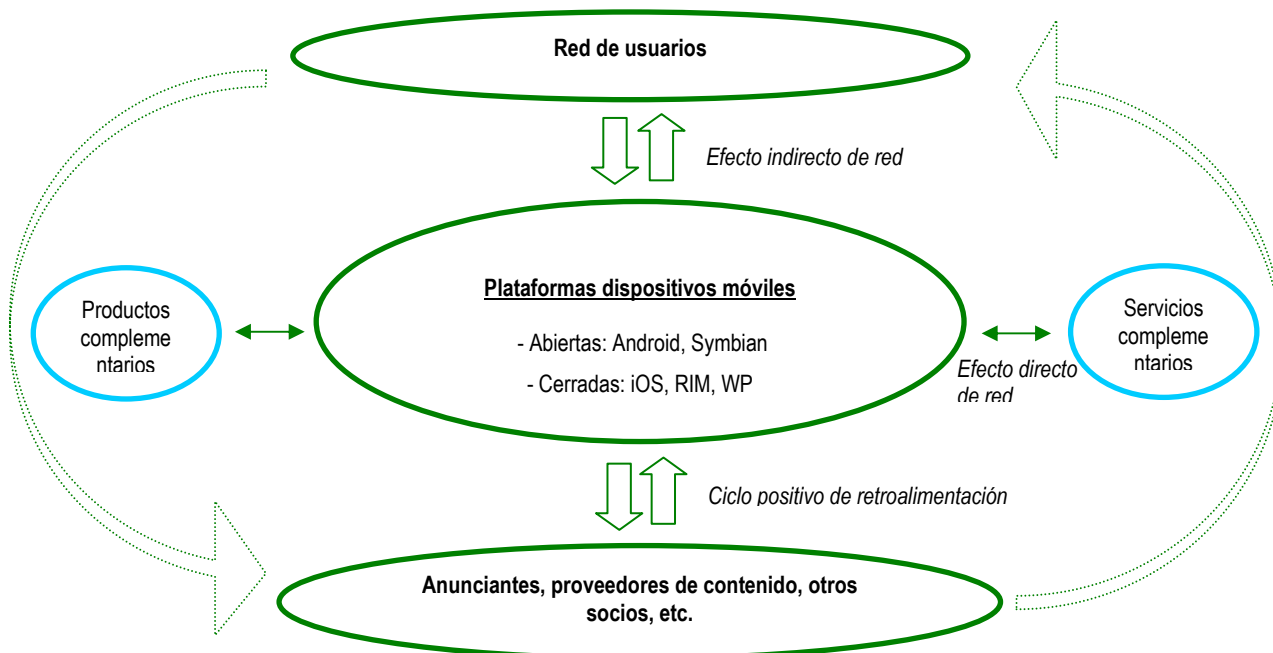 Red de usuarios
Efecto indirecto de red
Plataformas dispositivos móviles
- Abiertas: Android, Symbian
- Cerradas: iOS, RIM, WP
Productos
compleme
ntarios
Servicios
compleme
ntarios
Efecto directo
de red
Ciclo positivo de retroalimentación
Anunciantes, proveedores de contenido, otros
socios, etc.